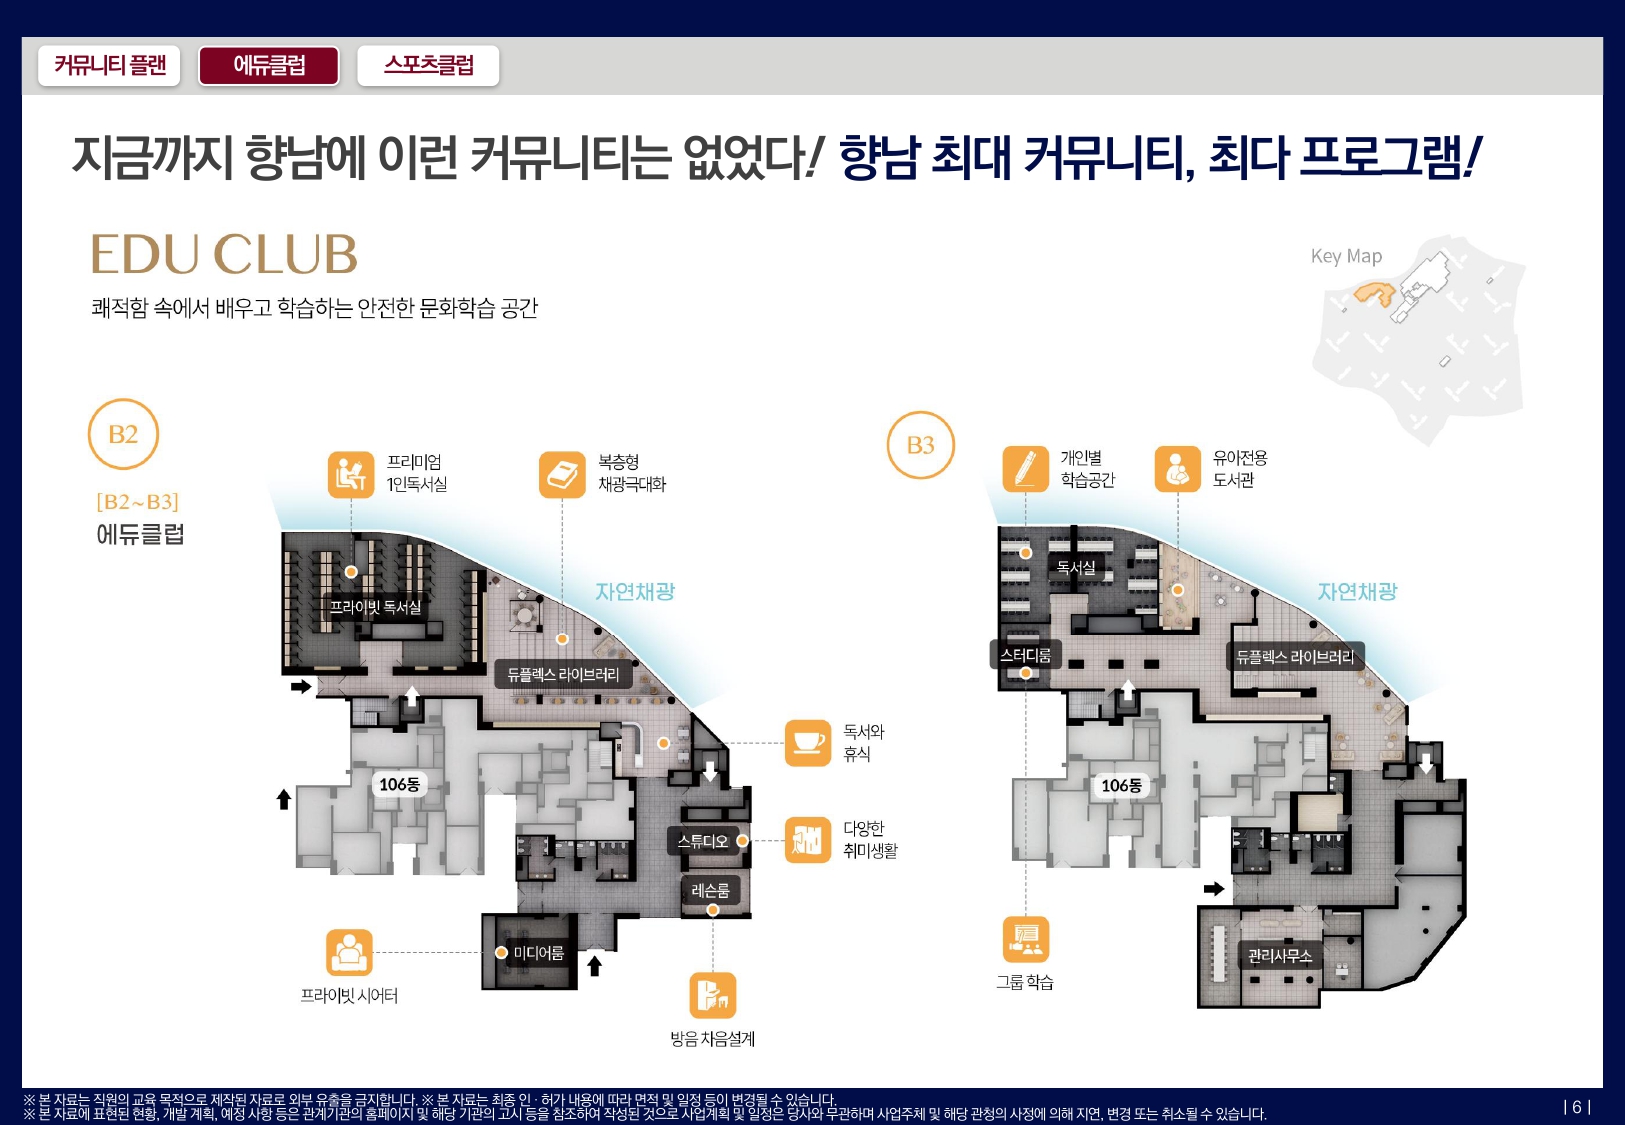 커뮤니티 플랜
에듀클럽
스포츠클럽
지금까지 향남에 이런 커뮤니티는 없었다! 향남 최대 커뮤니티, 최다 프로그램!
EDU CLUB
쾌적함 속에서 배우고 학습하는 안전한 문화학습 공간
Key Map
B2
[B2~B3]
에듀클럽
프리미엄
1인독서실
복층형
채광극대화
자연채광
프라이빗 독서실
듀플렉스 라이브러리
독서와
휴식
106동
스튜디오
다양한
취미생활
레슨룸
미디어룸
프라이빗 시어터
방음 차음설계
B3
개인별
학습공간
유아전용
도서관
독서실
자연채광
스터디룸
듀플렉스 라이브러리
106동
관리사무소
그룹 학습
※ 본 자료는 직원의 교육 목적으로 제작된 자료로 외부 유출을 금지합니다. ※ 본 자료는 최종 인 · 허가 내용에 따라 면적 및 일정 등이 변경될 수 있습니다.
※ 본 자료에 표현된 현황, 개발 계획, 예정 사항 등은 관계기관의 홈페이지 및 해당 기관의 고시 등을 참조하여 작성된 것으로 사업계획 및 일정은 당사와 무관하며 사업주체 및 해당 관청의 사정에 의해 지연, 변경 또는 취소될 수 있습니다.
| 6 |